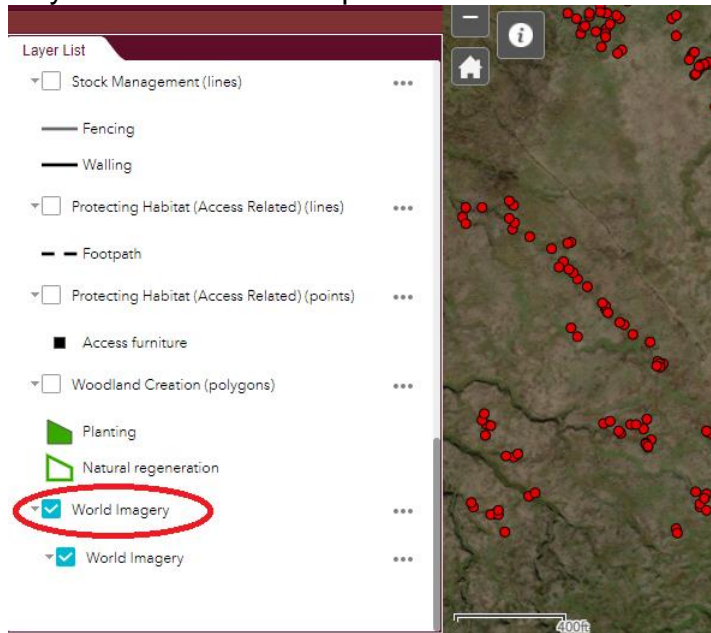 Layer List
Stock Management (lines)
Fencing
Walling
Protecting Habitat (Access Related) (lines)
Footpath
Protecting Habitat (Access Related) (points)
Access furniture
Woodland Creation (polygons)
Planting
Natural regeneration
World Imagery
World Imagery
400ft